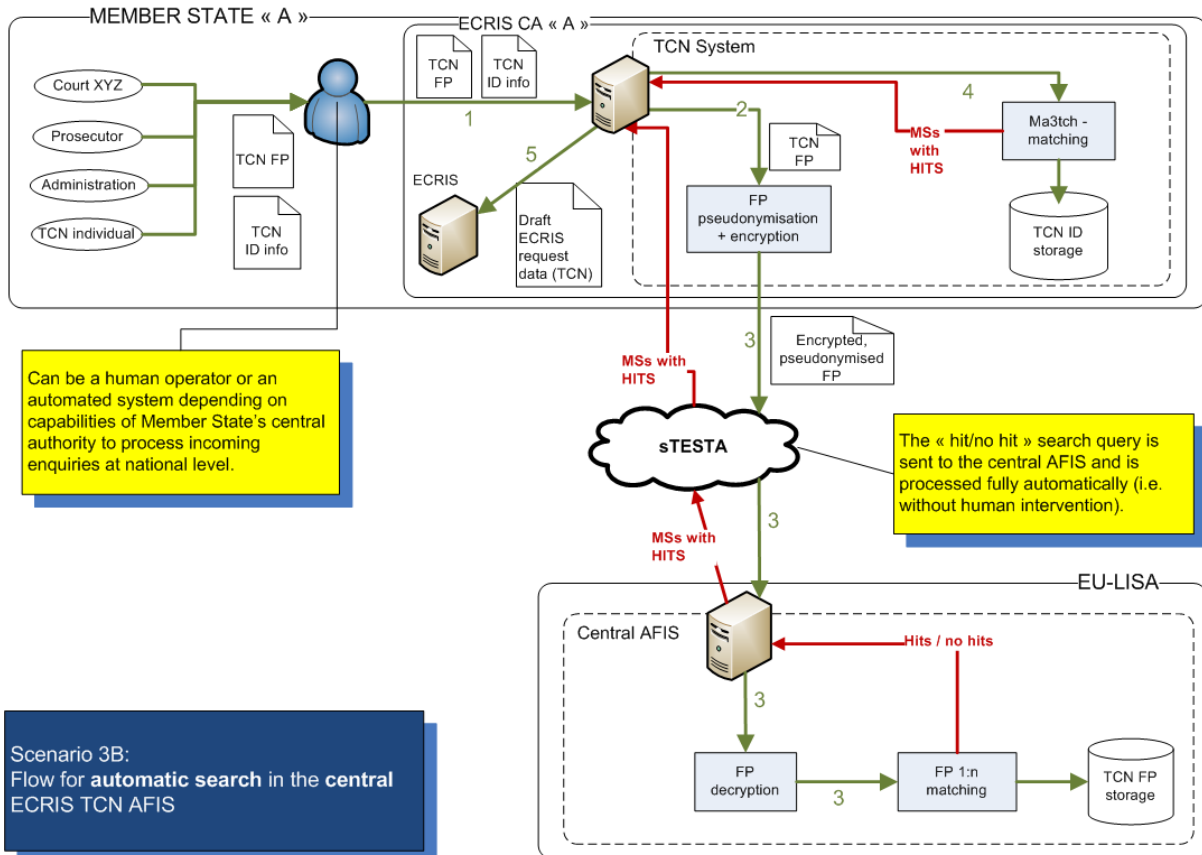 MEMBER STATE « A »
ECRIS CA « A »
TCN System
Court XYZ
Prosecutor
Administration
TCN individual
TCN FP
TCN
ID info
TCN
FP
TCN
ID info
1
2
4
5
TCN
FP
MSs
with
HITS
Ma3tch -
matching
TCN ID
storage
ECRIS
Draft
ECRIS
request
data (TCN)
FP
pseudonymisation
+ encryption
3
Encrypted,
pseudonymised
FP
MSs with
HITS
Can be a human operator or an
automated system depending on
capabilities of Member State's central
authority to process incoming
enquiries at national level.
sTESTA
The « hit/no hit » search query is
sent to the central AFIS and is
processed fully automatically (i.e.
without human intervention).
3
MSs with
HITS
EU-LISA
Central AFIS
Hits / no hits
3
FP
decryption
3
FP 1:n
matching
TCN FP
storage
Scenario 3B:
Flow for automatic search in the central
ECRIS TCN AFIS